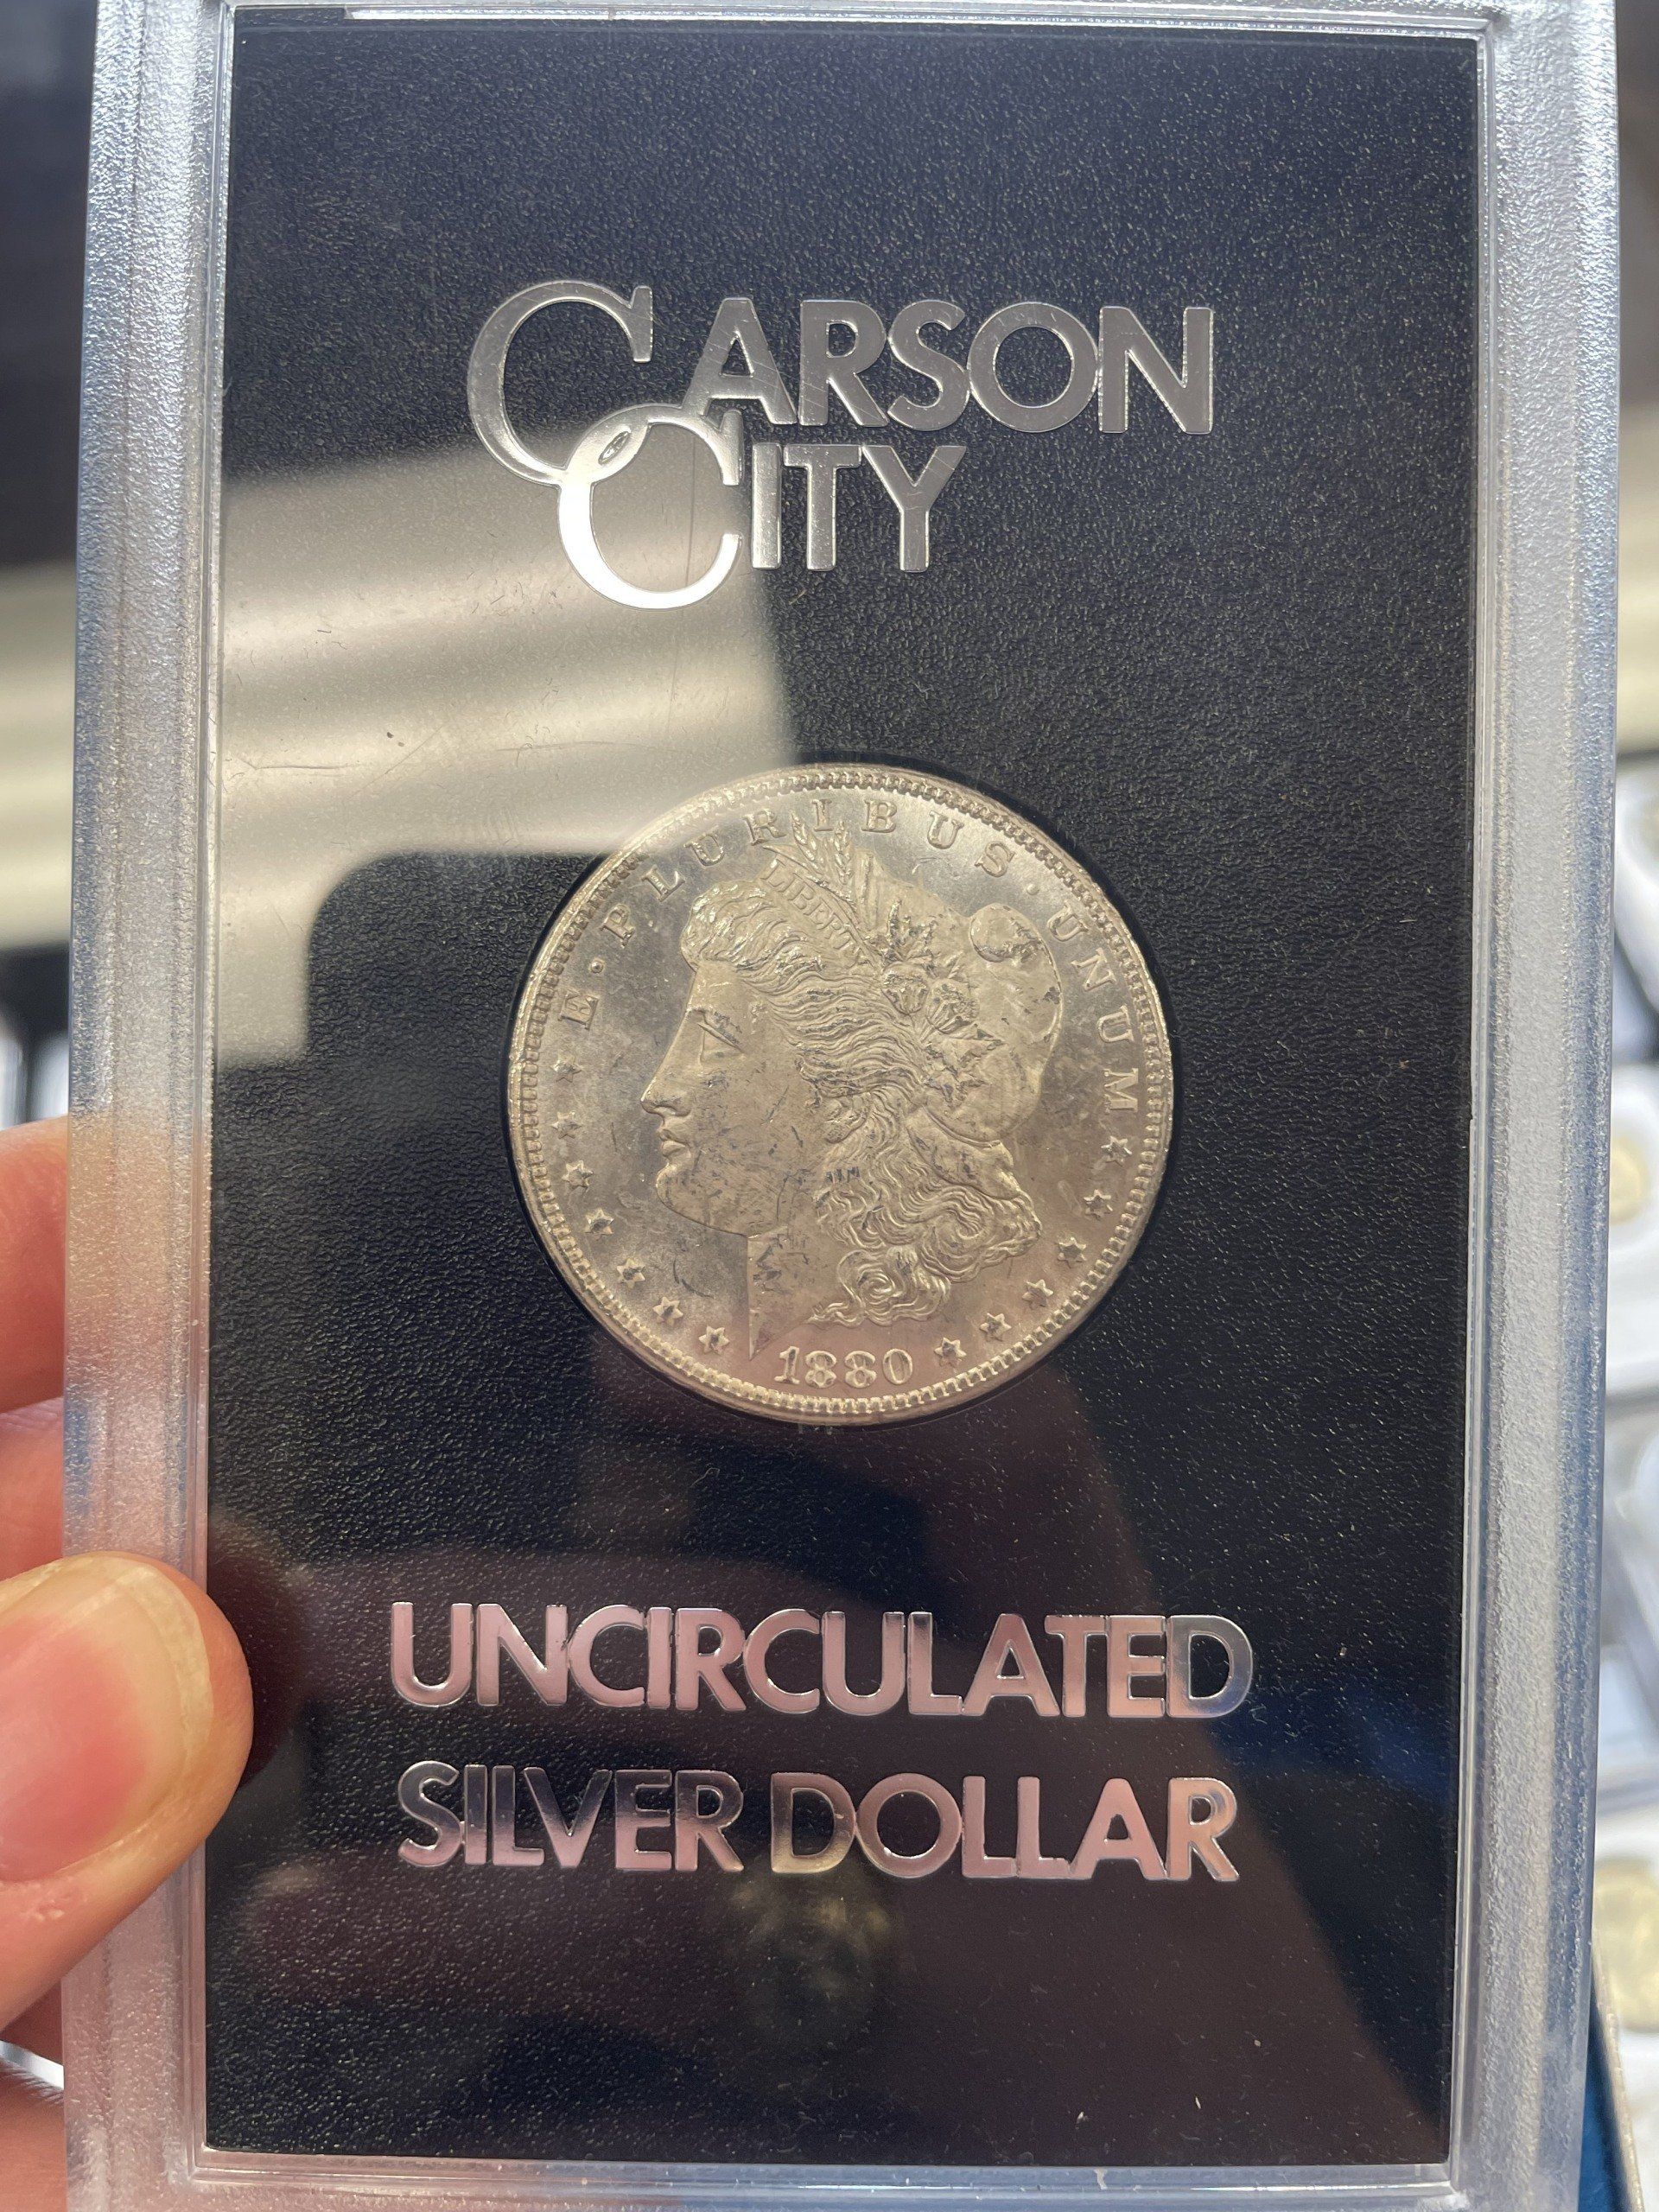 CARSON
CITY
E·PLURIBUS·UNUM
LIBERTY
1880
UNCIRCULATED
SILVER DOLLAR